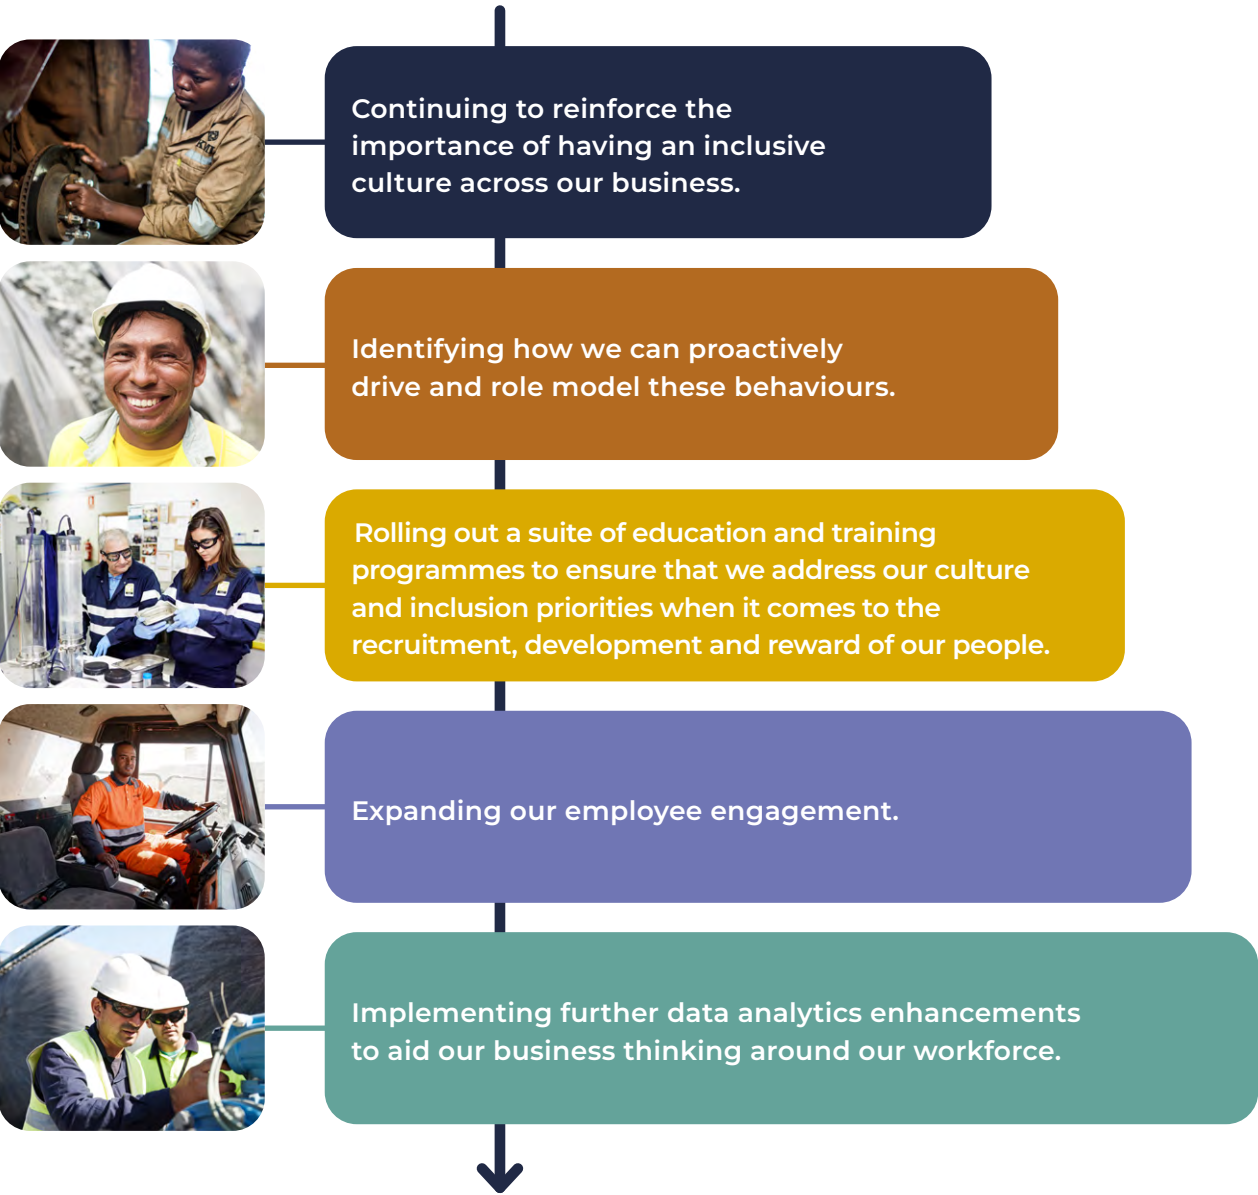 Continuing to reinforce the
importance of having an inclusive
culture across our business.
Identifying how we can proactively
drive and role model these behaviours.
Rolling out a suite of education and training
programmes to ensure that we address our culture
and inclusion priorities when it comes to the
recruitment, development and reward of our people.
Expanding our employee engagement.
Implementing further data analytics enhancements
to aid our business thinking around our workforce.